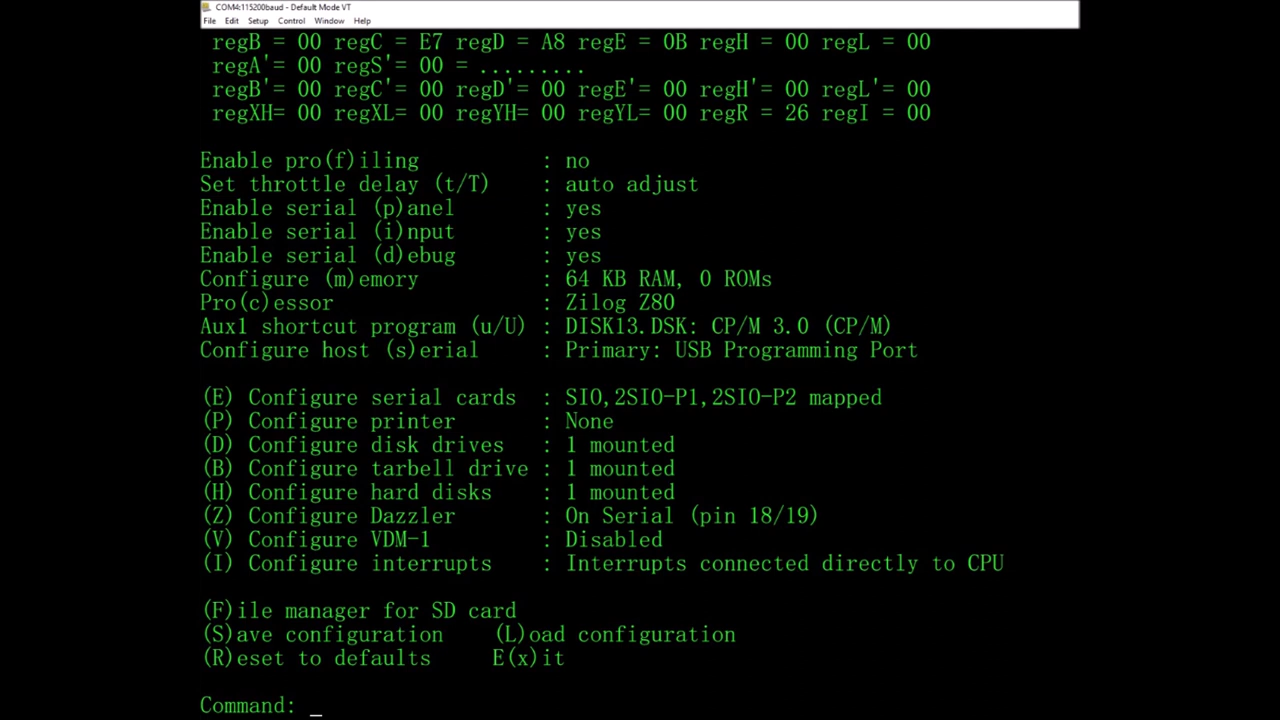 COM4:115200baud - Default Mode VT
File Edit Setup Control Window Help
regB = 00 regC = E7 regD = A8 regE = 0B regH = 00 regL = 00
regA'= 00 regS'= 00 = .........
regB'= 00 regC'= 00 regD'= 00 regE'= 00 regH'= 00 regL'= 00
regXH= 00 regXL= 00 regYH= 00 regYL= 00 regR = 26 regI = 00
Enable pro(f)iling : no
Set throttle delay (t/T) : auto adjust
Enable serial (p)anel : yes
Enable serial (i)nput : yes
Enable serial (d)ebug : yes
Configure (m)emory : 64 KB RAM, 0 ROMs
Pro(c)essor : Zilog Z80
Aux1 shortcut program (u/U) : DISK13.DSK: CP/M 3.0 (CP/M)
Configure host (s)erial : Primary: USB Programming Port
(E) Configure serial cards : SIO,2SIO-P1,2SIO-P2 mapped
(P) Configure printer : None
(D) Configure disk drives : 1 mounted
(B) Configure tarbell drive : 1 mounted
(H) Configure hard disks : 1 mounted
(Z) Configure Dazzler : On Serial (pin 18/19)
(V) Configure VDM-1 : Disabled
(I) Configure interrupts : Interrupts connected directly to CPU
(F)ile manager for SD card
(S)ave configuration (L)oad configuration
(R)eset to defaults E(x)it
Command: _